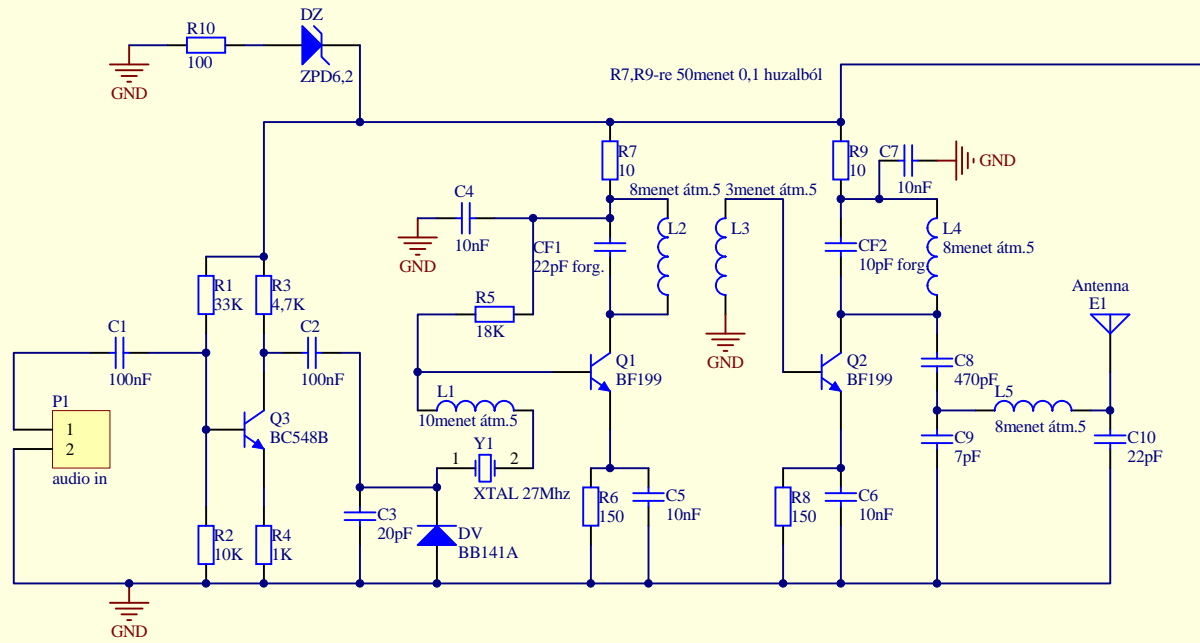 DZ
R10
100
ZPD6,2
GND
R7,R9-re 50menet 0,1 huzalból
R7
10
R9
10
C7
10nF
GND
8menet átm.5
3menet átm.5
C4
10nF
GND
CF1
22pF forg.
L2
L3
CF2
10pF forg.
L4
8menet átm.5
R1
33K
R3
4,7K
R5
18K
Antenna
E1
C1
100nF
C2
100nF
Q1
BF199
GND
Q2
BF199
C8
470pF
P1
1
2
audio in
Q3
BC548B
L1
10menet átm.5
Y1
1
2
XTAL 27Mhz
L5
8menet átm.5
C9
7pF
C10
22pF
R2
10K
R4
1K
C3
20pF
DV
BB141A
R6
150
C5
10nF
R8
150
C6
10nF
GND